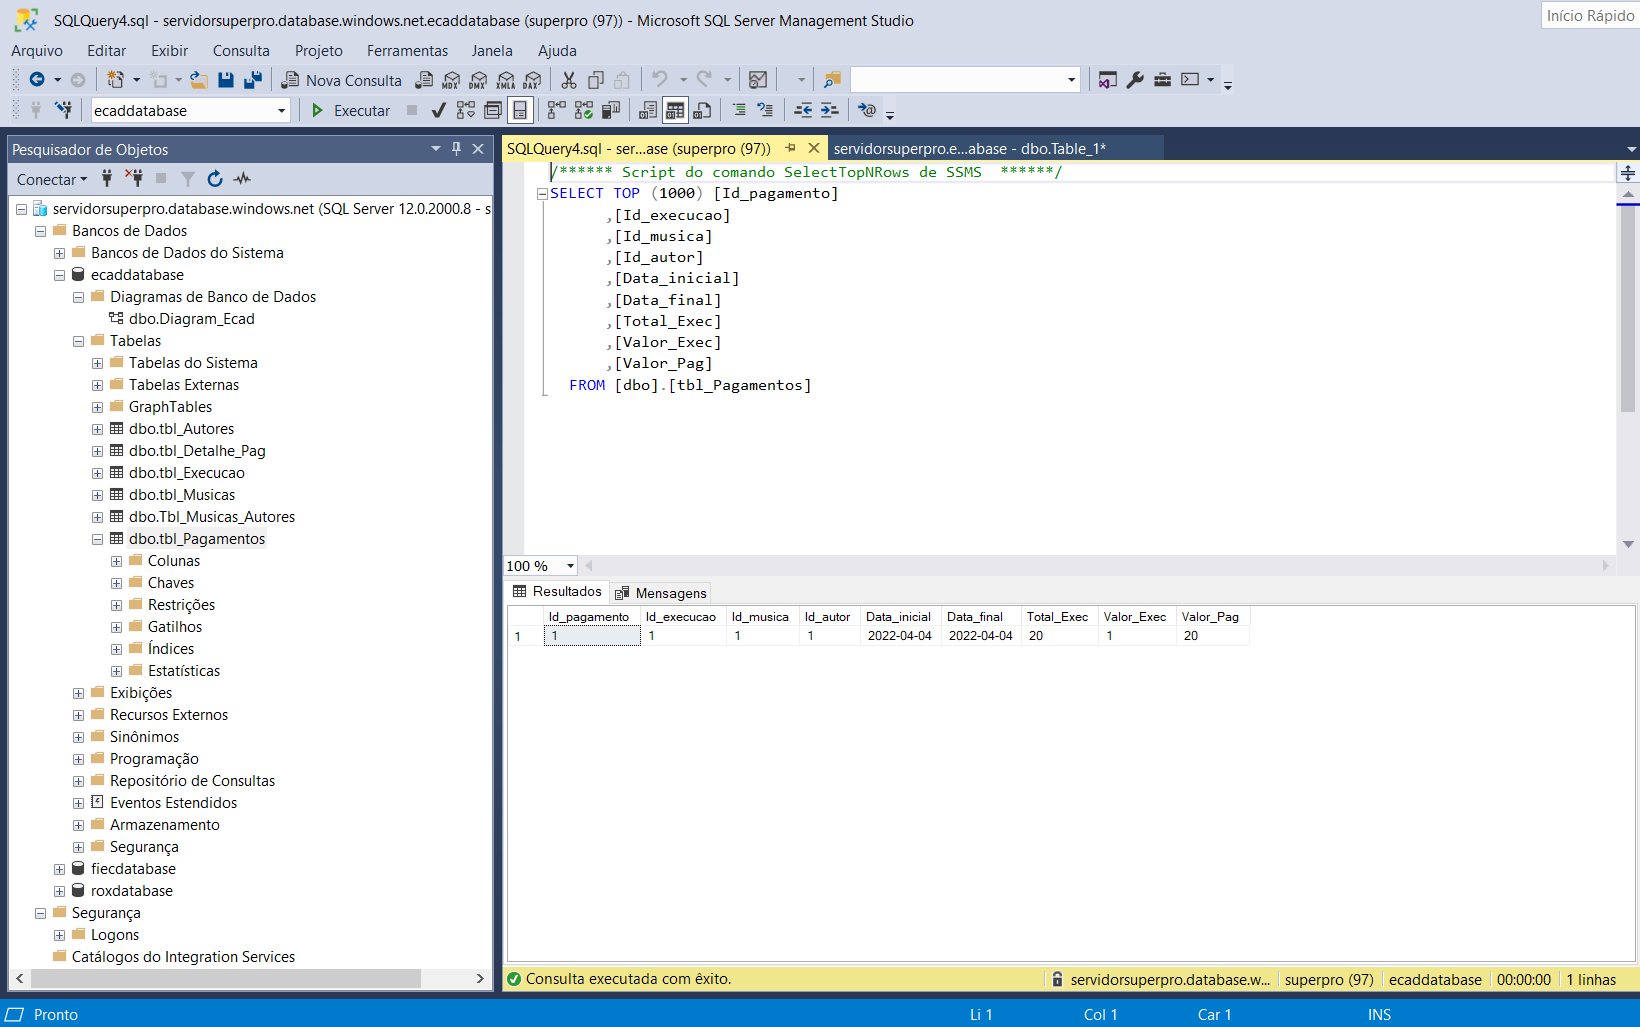 SQLQuery4.sql - servidorsuperpro.database.windows.net.ecaddatabase (superpro (97)) - Microsoft SQL Server Management Studio
Início Rápido
Arquivo Editar Exibir Consulta Projeto Ferramentas Janela Ajuda
Nova Consulta MDX DMX XMLA DAX
ecaddatabase Executar
Pesquisador de Objetos
Conectar
servidorsuperpro.database.windows.net (SQL Server 12.0.2000.8 - s
Bancos de Dados
Bancos de Dados do Sistema
ecaddatabase
Diagramas de Banco de Dados
dbo.Diagram_Ecad
Tabelas
Tabelas do Sistema
Tabelas Externas
GraphTables
dbo.tbl_Autores
dbo.tbl_Detalhe_Pag
dbo.tbl_Execucao
dbo.tbl_Musicas
dbo.Tbl_Musicas_Autores
dbo.tbl_Pagamentos
Colunas
Chaves
Restrições
Gatilhos
Índices
Estatísticas
Exibições
Recursos Externos
Sinônimos
Programação
Repositório de Consultas
Eventos Estendidos
Armazenamento
Segurança
fiecdatabase
roxdatabase
Segurança
Logons
Catálogos do Integration Services
SQLQuery4.sql - ser...ase (superpro (97)) servidorsuperpro.e...abase - dbo.Table_1*
/****** Script do comando SelectTopNRows de SSMS ******/
SELECT TOP (1000) [Id_pagamento]
,[Id_execucao]
,[Id_musica]
,[Id_autor]
,[Data_inicial]
,[Data_final]
,[Total_Exec]
,[Valor_Exec]
,[Valor_Pag]
FROM [dbo].[tbl_Pagamentos]
100 %
Resultados Mensagens
Id_pagamento Id_execucao Id_musica Id_autor Data_inicial Data_final Total_Exec Valor_Exec Valor_Pag
1 1 1 1 1 2022-04-04 2022-04-04 20 1 20
Consulta executada com êxito. servidorsuperpro.database.w... superpro (97) ecaddatabase 00:00:00 1 linhas
Pronto Li 1 Col 1 Car 1 INS